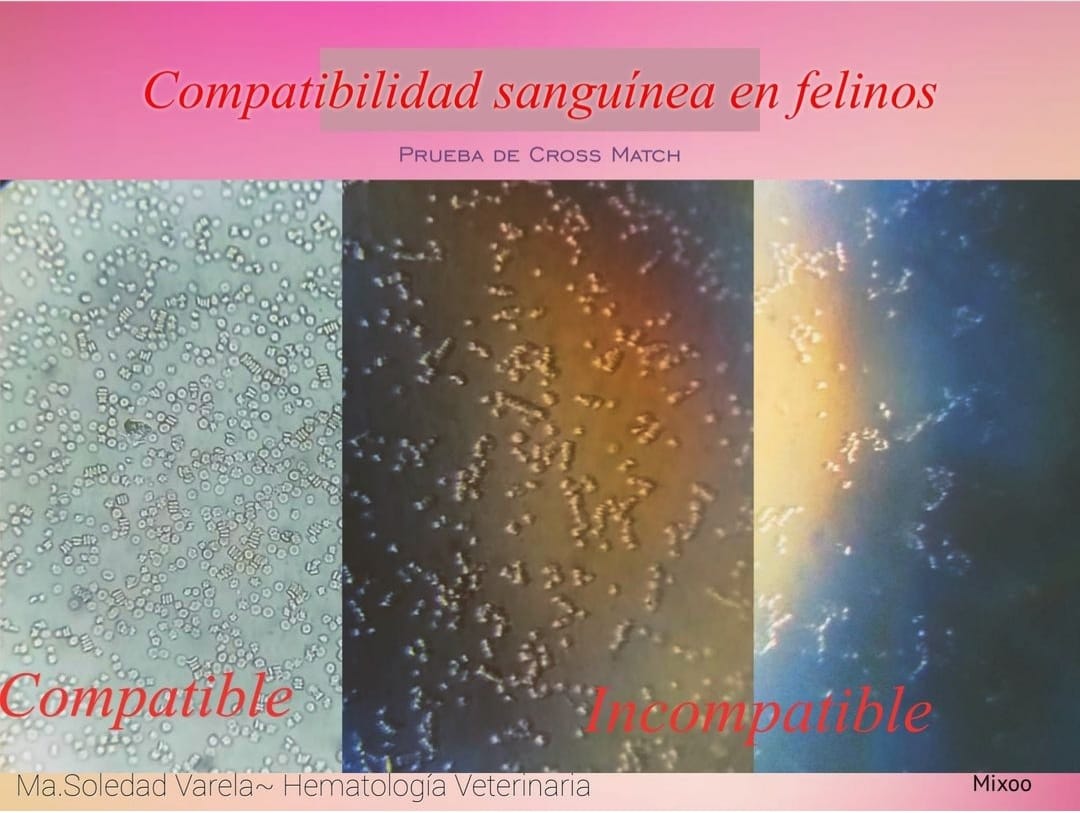 Compatibilidad sanguínea en felinos
Prueba de Cross Match
Compatible
Incompatible
Ma.Soledad Varela~ Hematología Veterinaria
Mixoo